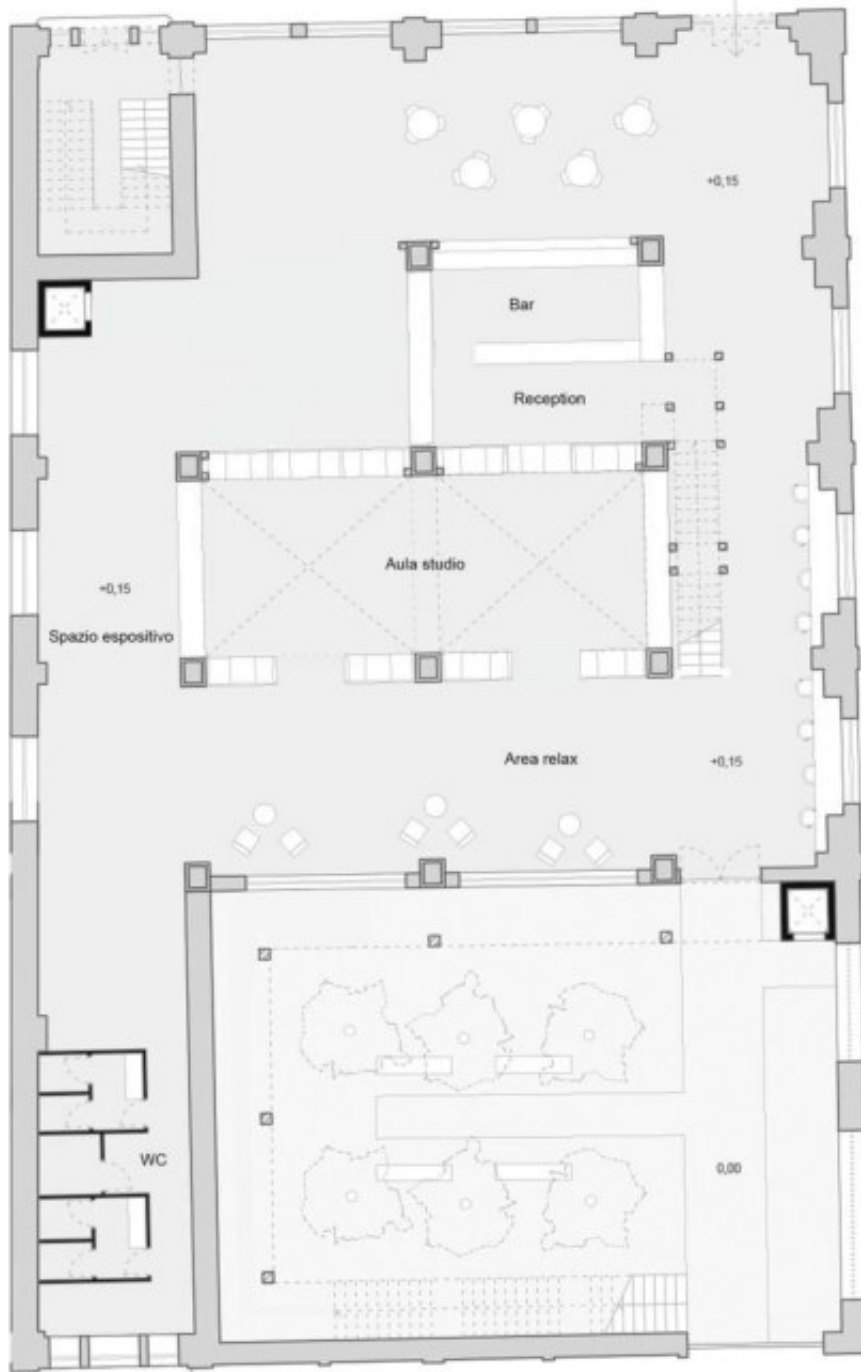 +0,15
Bar
Reception
Aula studio
+0,15
Spazio espositivo
Area relax
+0,15
WC
0,00